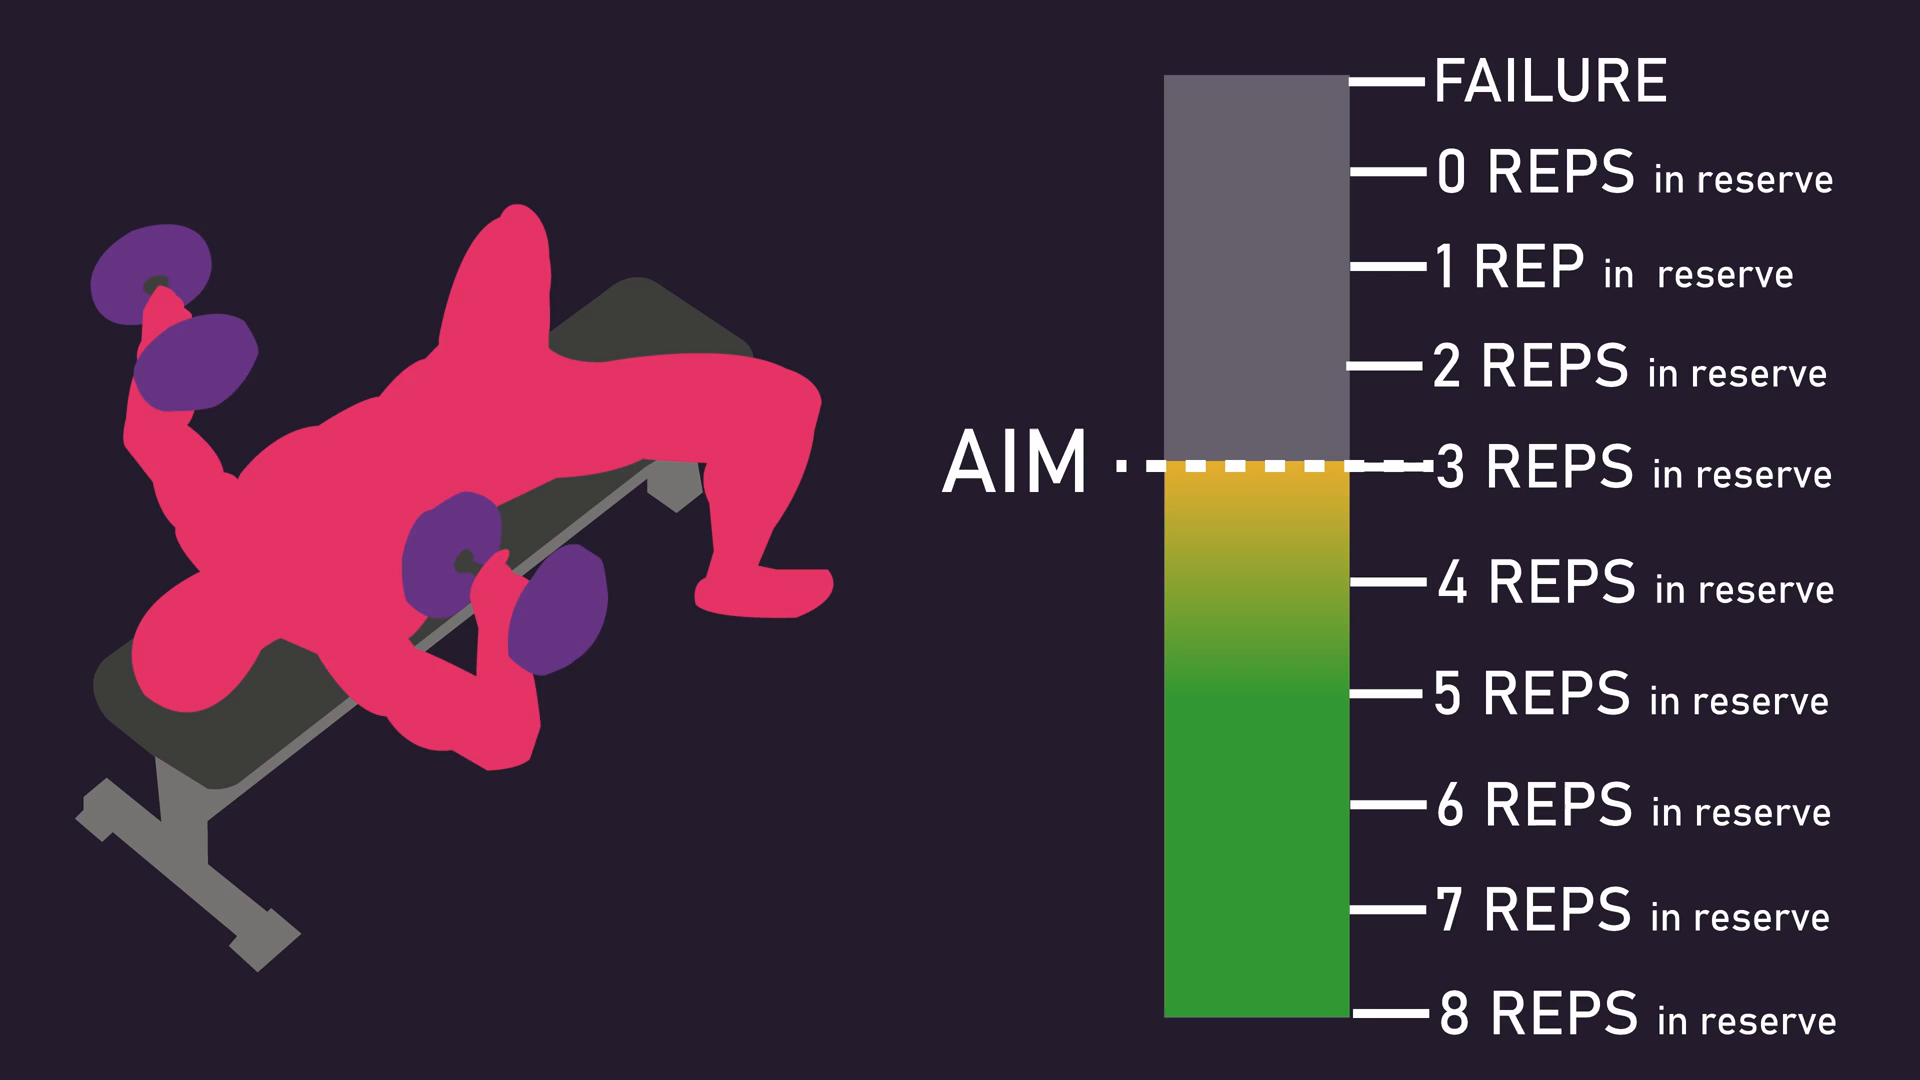 FAILURE
0 REPS in reserve
1 REP in reserve
2 REPS in reserve
AIM
3 REPS in reserve
4 REPS in reserve
5 REPS in reserve
6 REPS in reserve
7 REPS in reserve
8 REPS in reserve